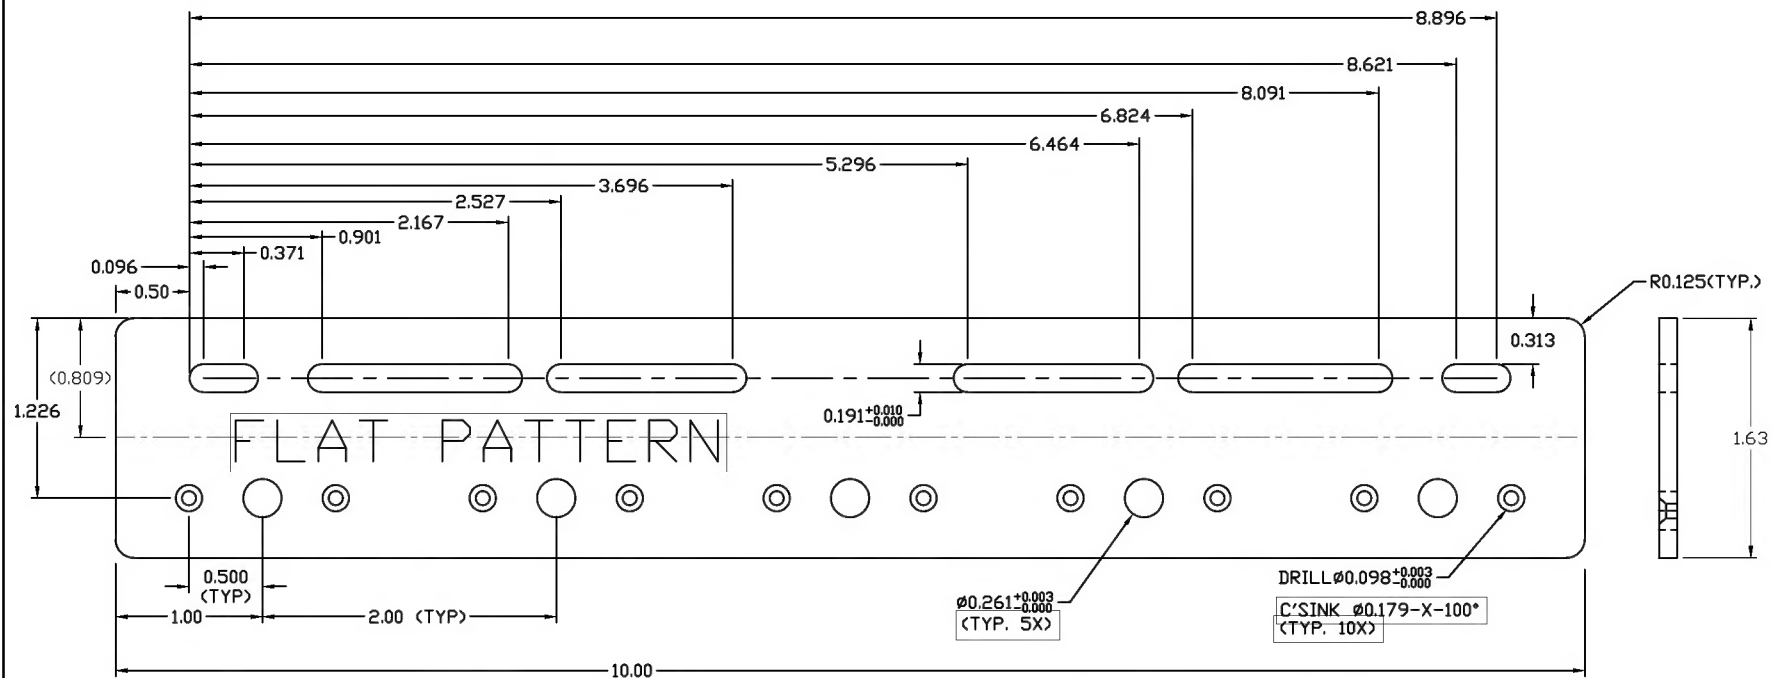 8.896
8.621
8.091
6.824
6.464
5.296
3.696
2.527
2.167
0.901
0.371
0.096
0.50
R0.125(TYP.)
0.313
(0.809)
1.226
0.191+0.010
-0.000
FLAT PATTERN
1.63
0.500
(TYP)
1.00
2.00 (TYP)
ø0.261+0.003
-0.000
(TYP. 5X)
DRILLø0.098+0.003
-0.000
C'SINK ø0.179-X-100°
(TYP. 10X)
10.00